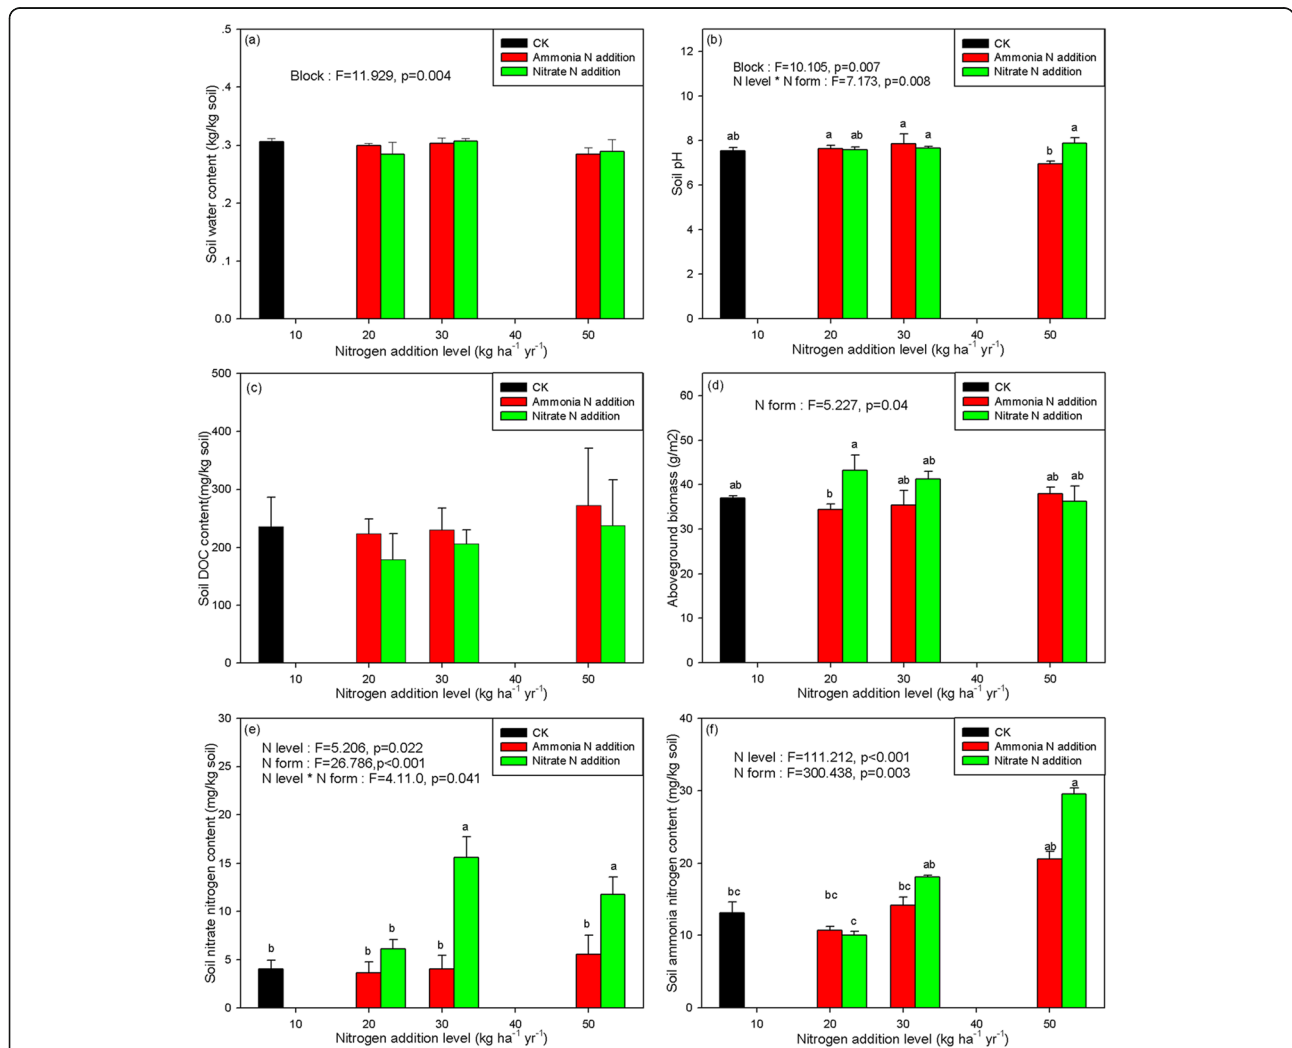 (a)
CK
Ammonia N addition
Nitrate N addition
Block : F=11.929, p=0.004
Soil water content (kg/kg soil)
.5
.4
.3
.2
.1
0.0
10 20 30 40 50
Nitrogen addition level (kg ha⁻¹ yr⁻¹)
(b)
CK
Ammonia N addition
Nitrate N addition
Block : F=10.105, p=0.007
N level * N form : F=7.173, p=0.008
Soil pH
12
10
8
6
4
2
0
ab a ab a a b a
10 20 30 40 50
Nitrogen addition level (kg ha⁻¹ yr⁻¹)
(c)
CK
Ammonia N addition
Nitrate N addition
Soil DOC content(mg/kg soil)
500
400
300
200
100
0
10 20 30 40 50
Nitrogen addition level (kg ha⁻¹ yr⁻¹)
(d)
CK
Ammonia N addition
Nitrate N addition
N form : F=5.227, p=0.04
Aboveground biomass (g/m2)
60
50
40
30
20
10
0
ab b a ab ab ab ab
10 20 30 40 50
Nitrogen addition level (kg ha⁻¹ yr⁻¹)
(e)
CK
Ammonia N addition
Nitrate N addition
N level : F=5.206, p=0.022
N form : F=26.786,p<0.001
N level * N form : F=4.11.0, p=0.041
Soil nitrate nitrogen content (mg/kg soil)
30
25
20
15
10
5
0
b b b b a b a
10 20 30 40 50
Nitrogen addition level (kg ha⁻¹ yr⁻¹)
(f)
CK
Ammonia N addition
Nitrate N addition
N level : F=111.212, p<0.001
N form : F=300.438, p=0.003
Soil ammonia nitrogen content (mg/kg soil)
40
30
20
10
0
bc bc c bc ab ab a
10 20 30 40 50
Nitrogen addition level (kg ha⁻¹ yr⁻¹)